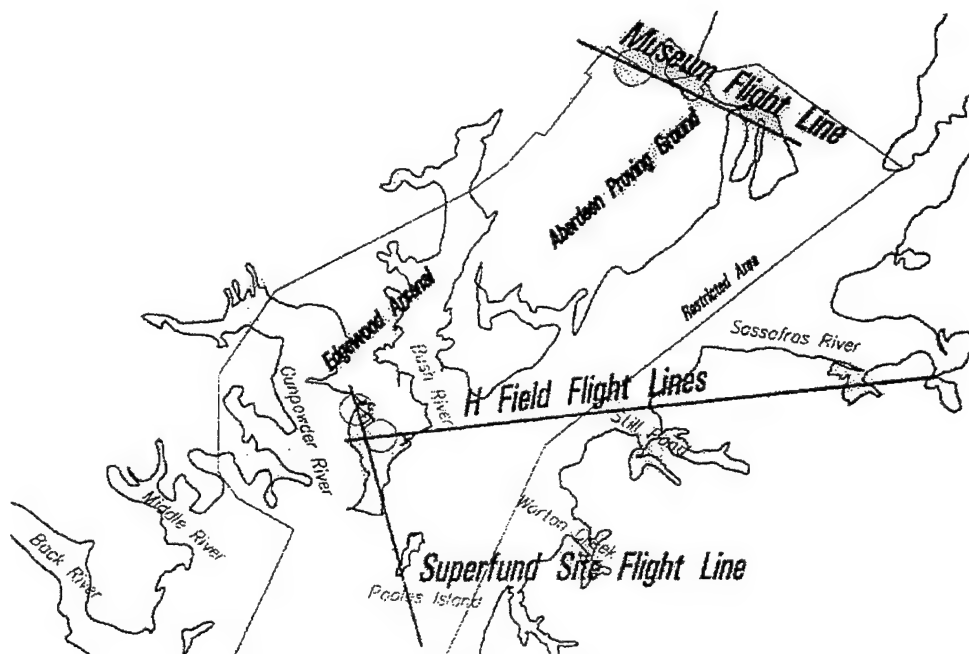 Museum Flight Line
Aberdeen Proving Ground
Restricted Area
Edgewood Arsenal
Sassafras River
Bush River
H Field Flight Lines
Gunpowder River
Still Pond
Middle River
Worton Creek
Back River
Superfund Site Flight Line
Pooles Island